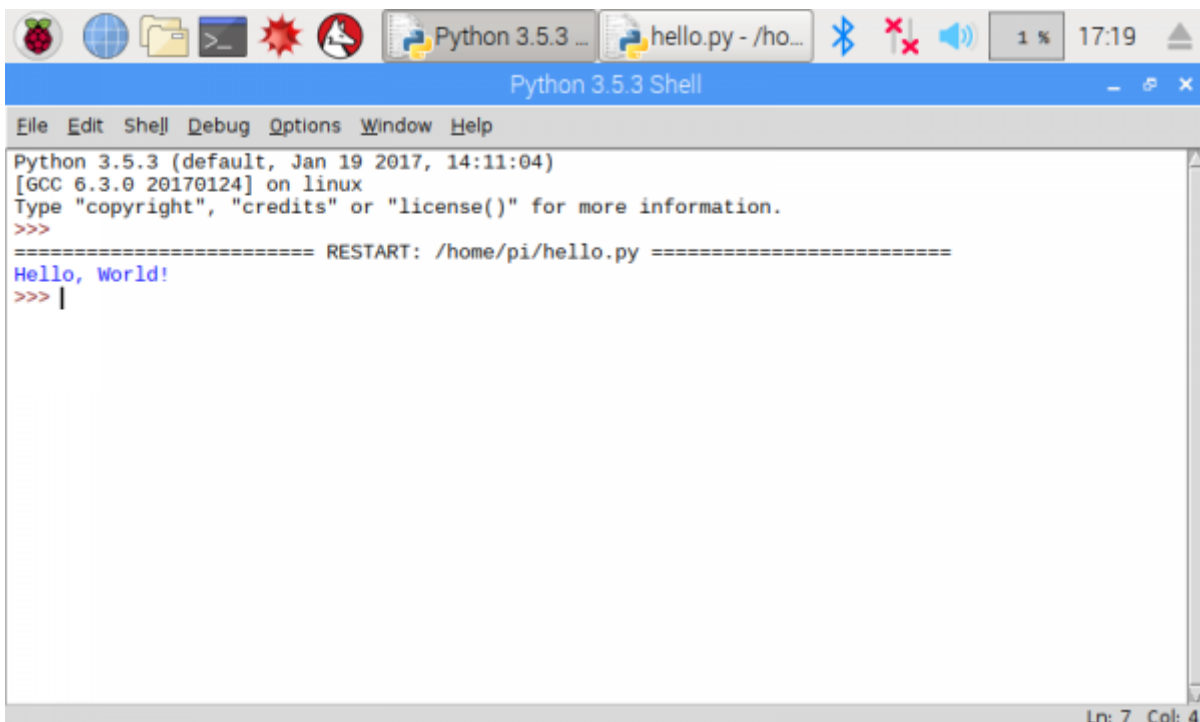 Python 3.5.3 ... hello.py - /ho... 1 % 17:19
Python 3.5.3 Shell
File Edit Shell Debug Options Window Help
Python 3.5.3 (default, Jan 19 2017, 14:11:04)
[GCC 6.3.0 20170124] on linux
Type "copyright", "credits" or "license()" for more information.
>>>
========================= RESTART: /home/pi/hello.py =========================
Hello, World!
>>>
Ln: 7 Col: 4